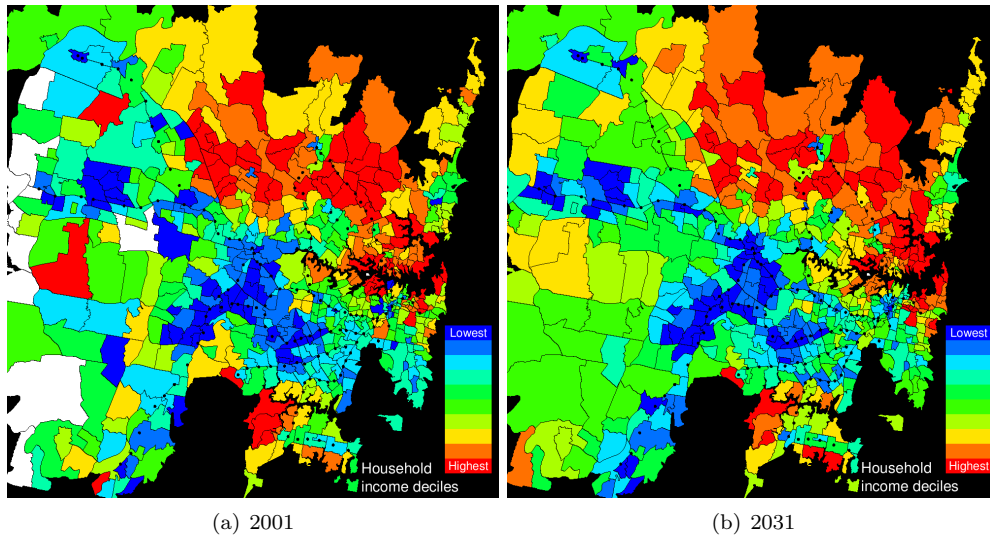 Lowest
Highest
Household
income deciles
Lowest
Highest
Household
income deciles
(a) 2001
(b) 2031